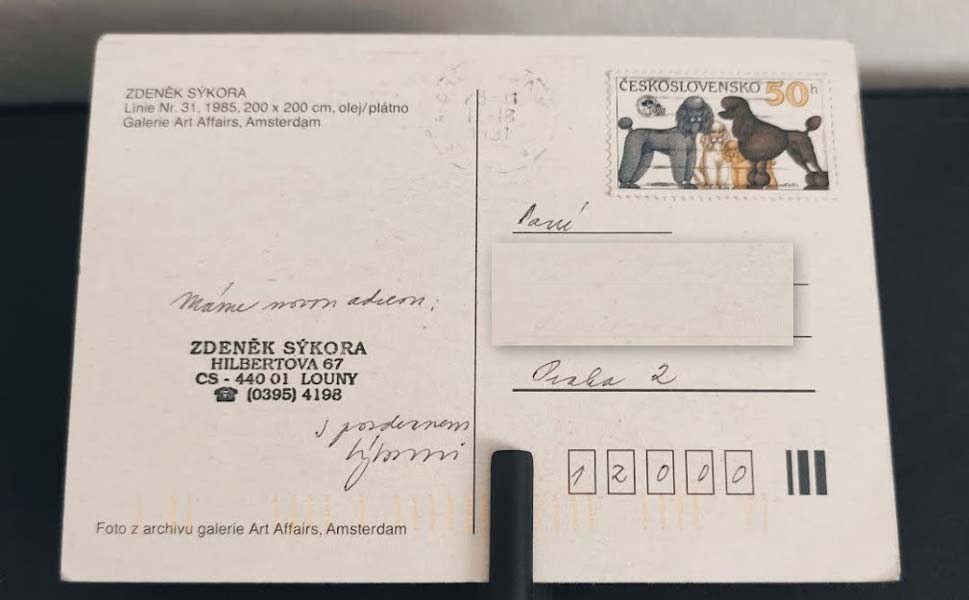 ZDENĚK SÝKORA
Linie Nr. 31, 1985, 200 x 200 cm, olej/plátno
Galerie Art Affairs, Amsterdam
Máme novou adresu:
ZDENĚK SÝKORA
HILBERTOVA 67
CS - 440 01 LOUNY
☎ (0395) 4198
s pozdravem
Sýkorovi
Foto z archivu galerie Art Affairs, Amsterdam
ČESKOSLOVENSKO 50h
Paní
Praha 2
12000